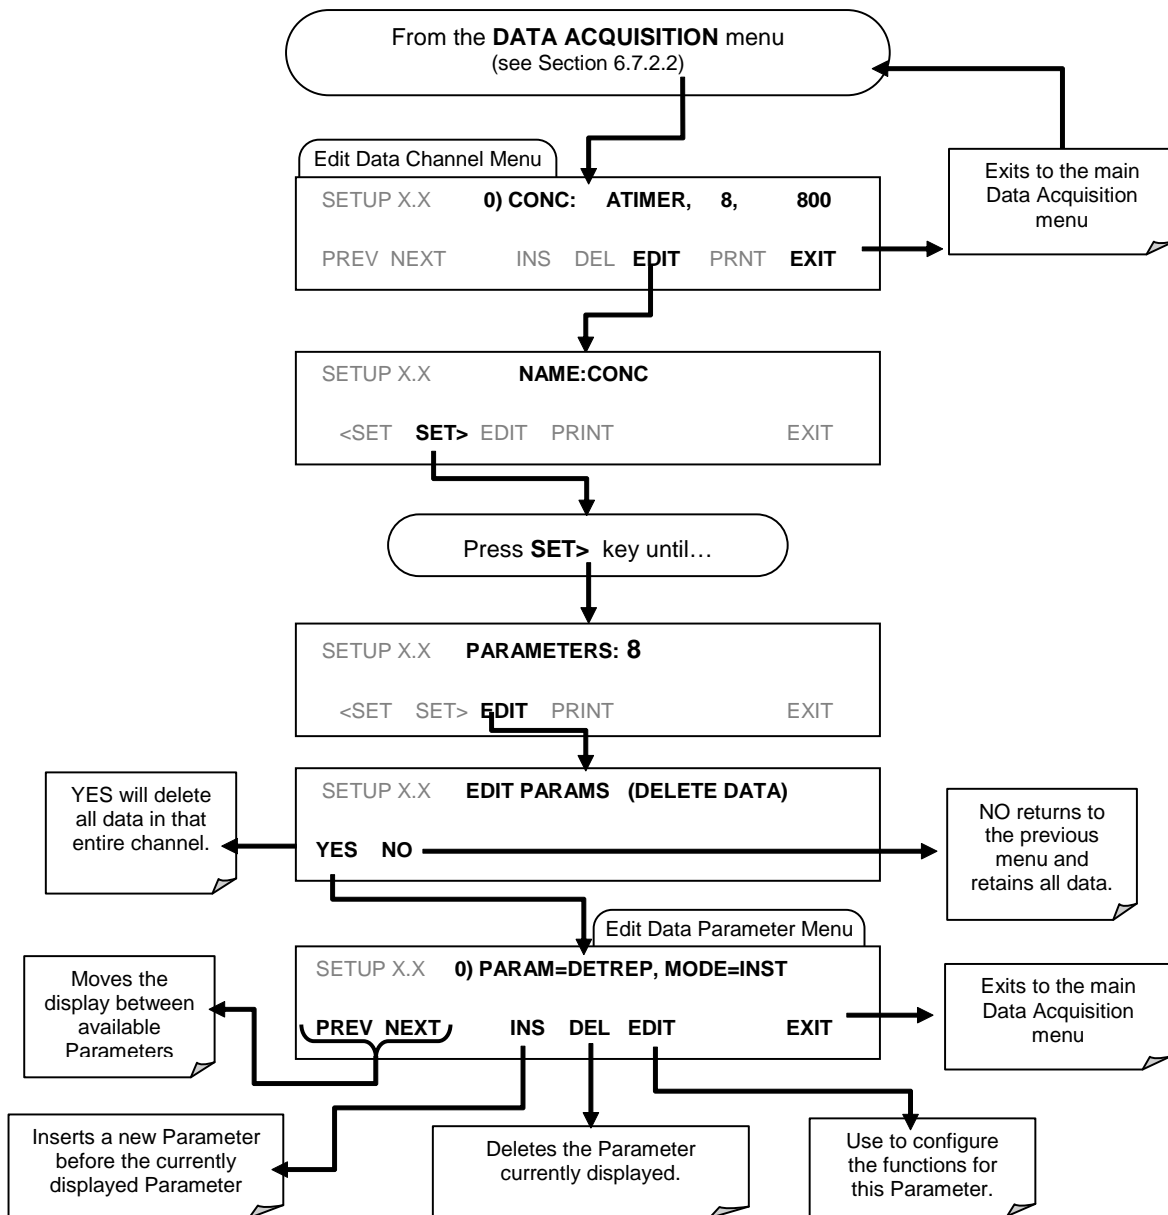 From the DATA ACQUISITION menu
(see Section 6.7.2.2)
Edit Data Channel Menu
SETUP X.X 0) CONC: ATIMER, 8, 800
PREV NEXT INS DEL EDIT PRNT EXIT
Exits to the main
Data Acquisition
menu
SETUP X.X NAME:CONC
<SET SET> EDIT PRINT EXIT
Press SET> key until…
SETUP X.X PARAMETERS: 8
<SET SET> EDIT PRINT EXIT
YES will delete
all data in that
entire channel.
SETUP X.X EDIT PARAMS (DELETE DATA)
YES NO
NO returns to
the previous
menu and
retains all data.
Edit Data Parameter Menu
Moves the
display between
available
Parameters
SETUP X.X 0) PARAM=DETREP, MODE=INST
PREV NEXT INS DEL EDIT EXIT
Exits to the main
Data Acquisition
menu
Inserts a new Parameter
before the currently
displayed Parameter
Deletes the Parameter
currently displayed.
Use to configure
the functions for
this Parameter.